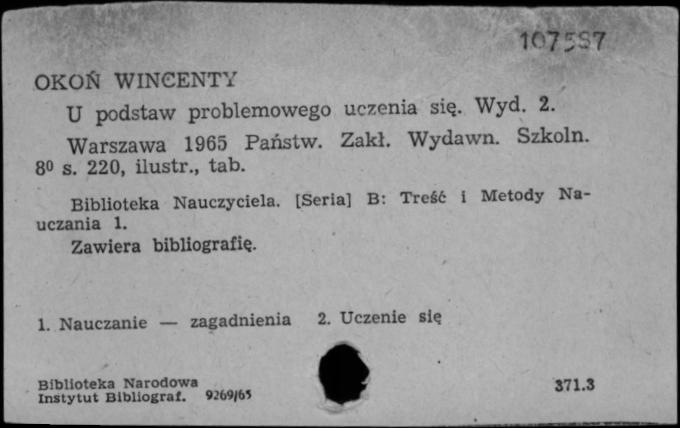 107587
OKOŃ WINCENTY
U podstaw problemowego uczenia się. Wyd. 2.
Warszawa 1965 Państw. Zakł. Wydawn. Szkoln.
8⁰ s. 220, ilustr., tab.
Biblioteka Nauczyciela. [Seria] B: Treść i Metody Na-
uczania 1.
Zawiera bibliografię.
1. Nauczanie — zagadnienia 2. Uczenie się
Biblioteka Narodowa
Instytut Bibliograf. 9269/65
371.3